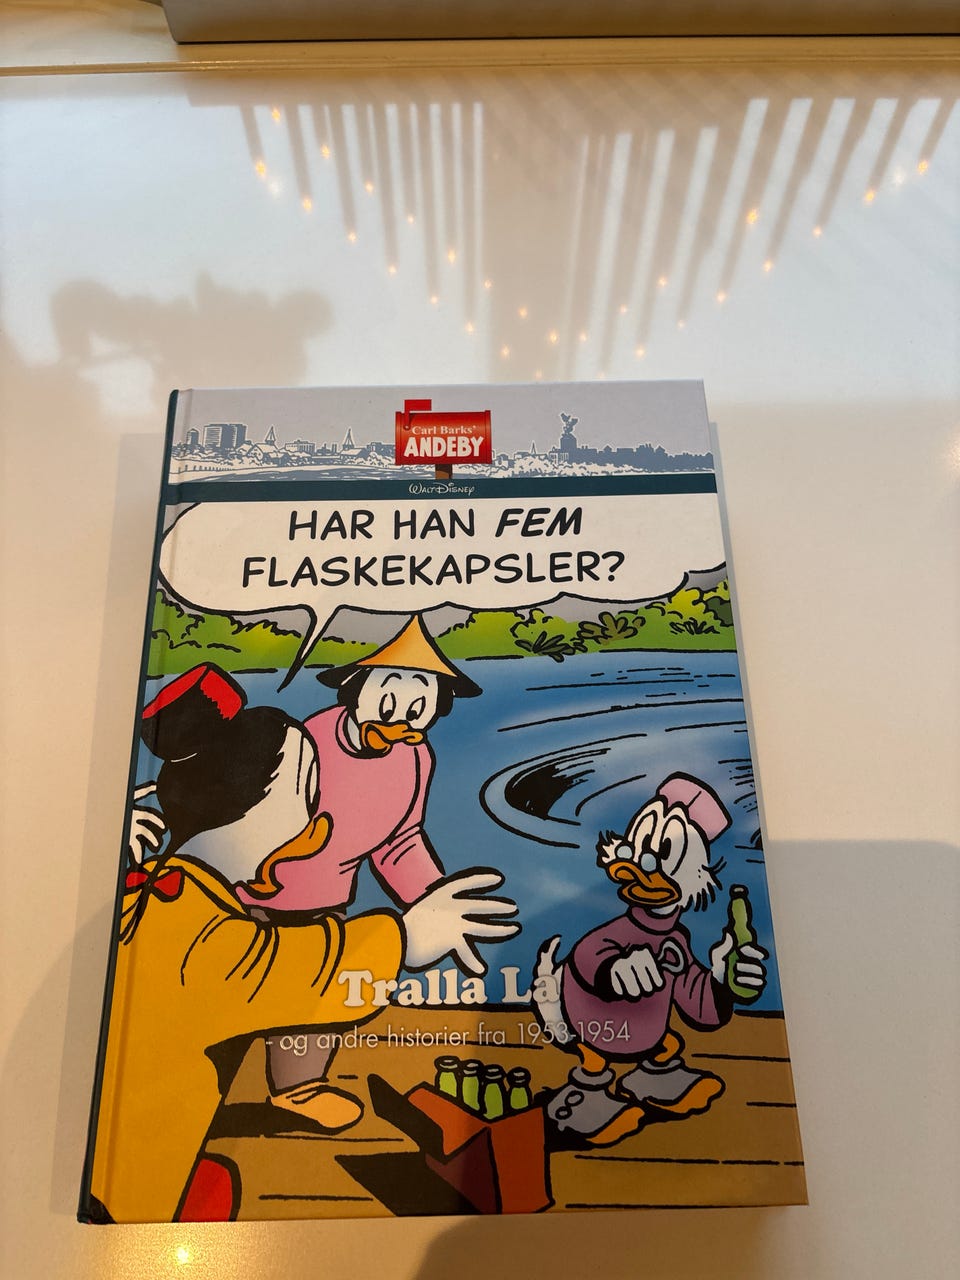 Carl Barks'
ANDEBY
WALT DISNEY
HAR HAN FEM
FLASKEKAPSLER?
Tralla La
- og andre historier fra 1953-1954